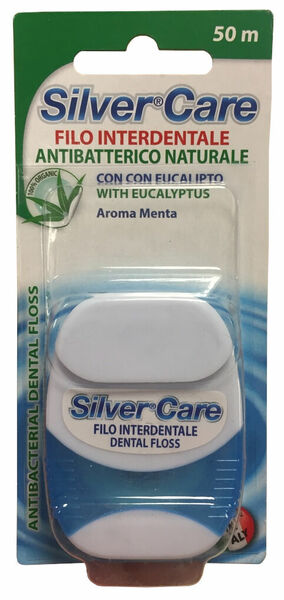 50 m
Silver®Care
FILO INTERDENTALE
ANTIBATTERICO NATURALE
100% ORGANIC
CON CON EUCALIPTO
WITH EUCALYPTUS
Aroma Menta
ANTIBACTERIAL DENTAL FLOSS
Silver®Care
FILO INTERDENTALE
DENTAL FLOSS